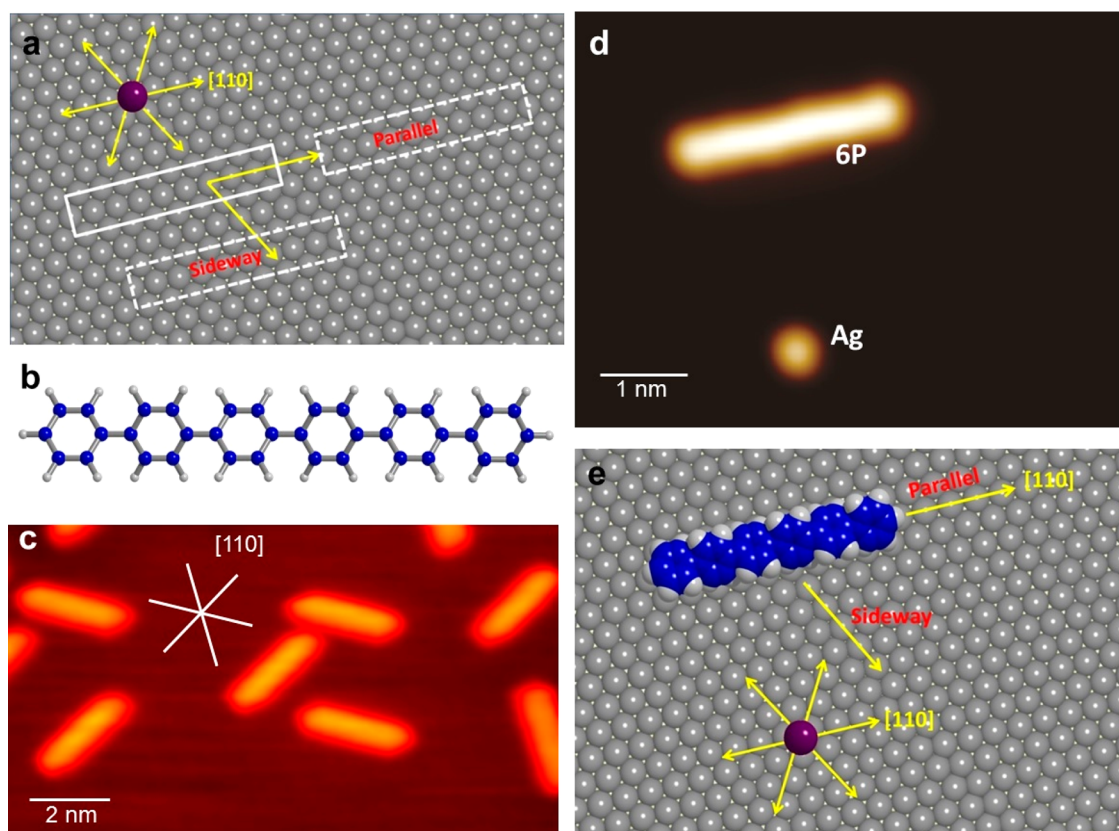 a
[110]
Parallel
Sideway
b
c
[110]
2 nm
d
6P
Ag
1 nm
e
Parallel
[110]
Sideway
[110]